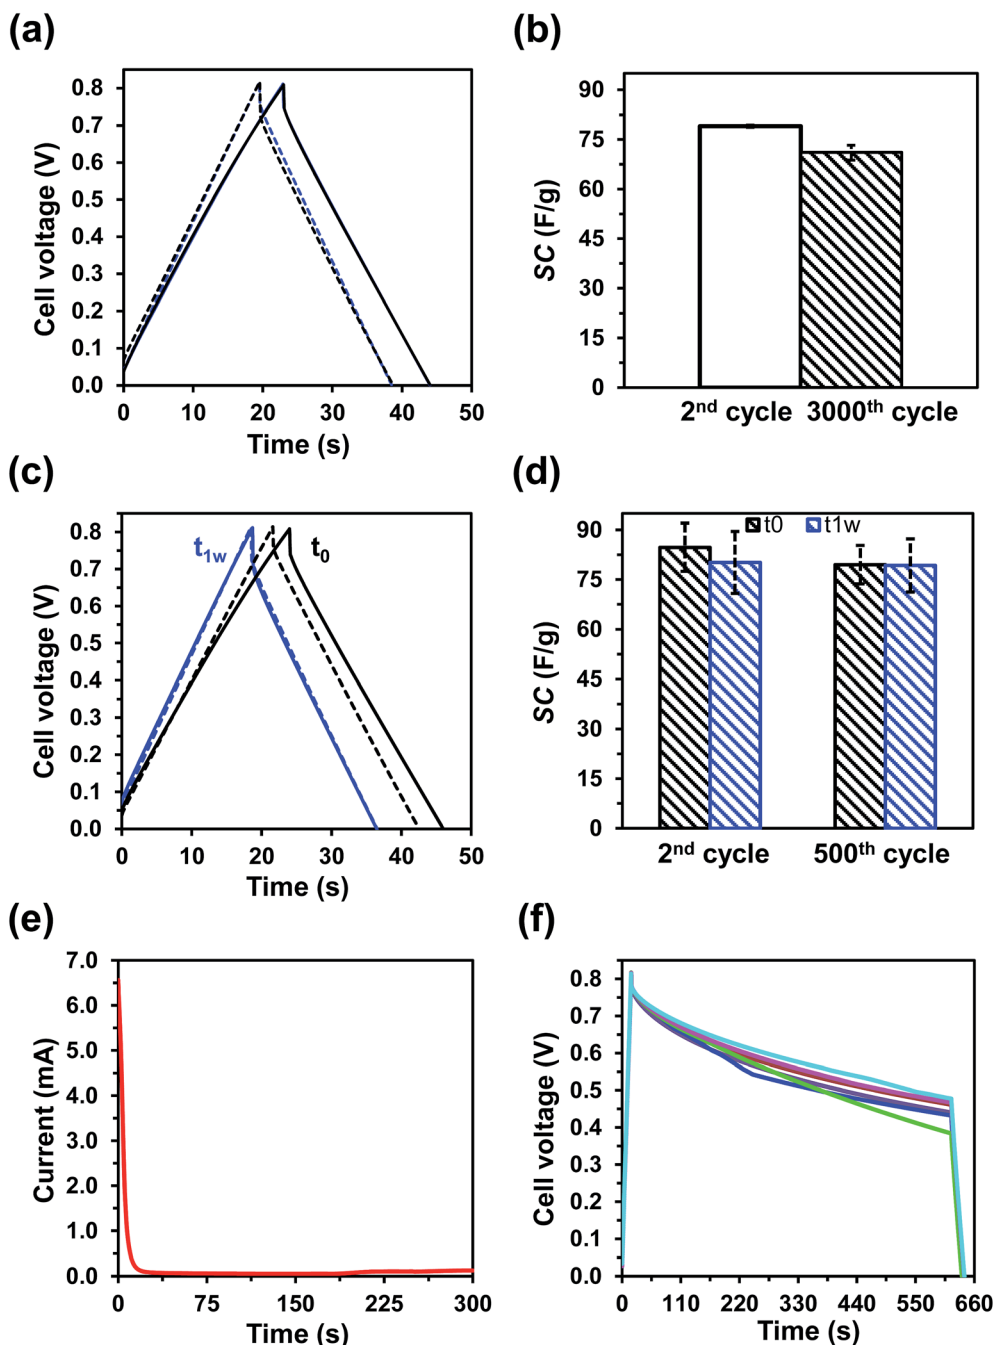 (a)
0.8
0.7
0.6
0.5
0.4
0.3
0.2
0.1
0.0
Cell voltage (V)
0 10 20 30 40 50
Time (s)
(b)
90
75
60
45
30
15
0
SC (F/g)
2nd cycle 3000th cycle
(c)
0.8
0.7
0.6
0.5
0.4
0.3
0.2
0.1
0.0
Cell voltage (V)
t1w t0
0 10 20 30 40 50
Time (s)
(d)
90
75
60
45
30
15
0
SC (F/g)
t0 t1w
2nd cycle 500th cycle
(e)
7.0
6.0
5.0
4.0
3.0
2.0
1.0
0.0
Current (mA)
0 75 150 225 300
Time (s)
(f)
0.8
0.7
0.6
0.5
0.4
0.3
0.2
0.1
0.0
Cell voltage (V)
0 110 220 330 440 550 660
Time (s)